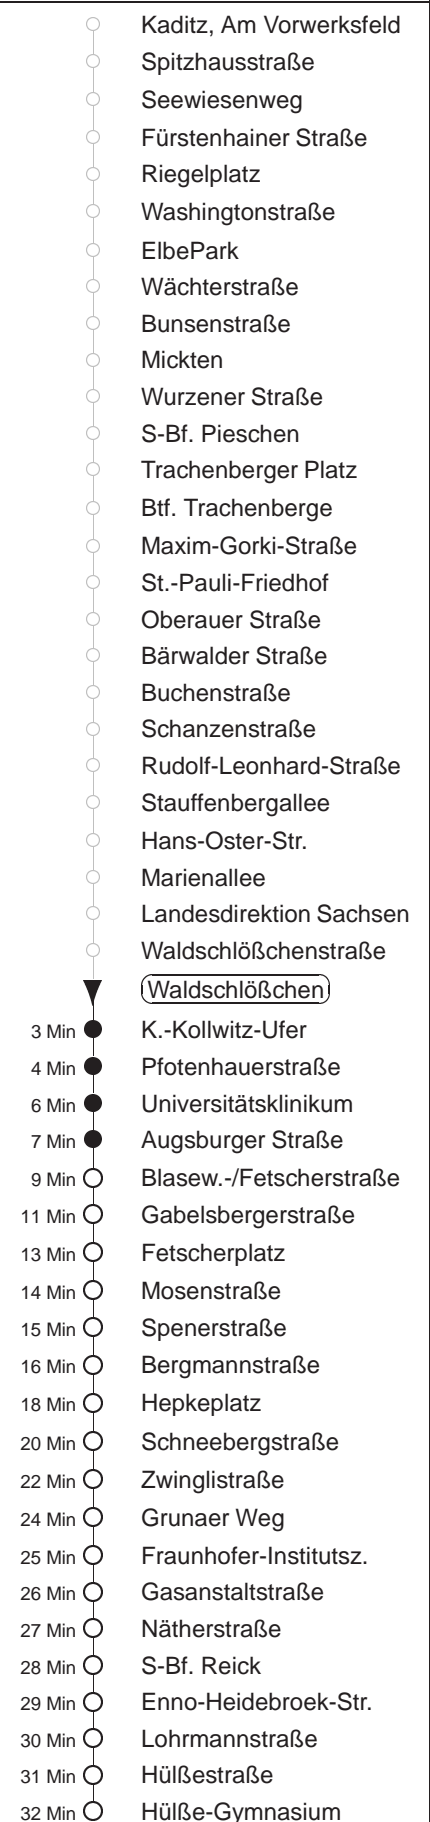 Kaditz, Am Vorwerksfeld
Spitzhausstraße
Seewiesenweg
Fürstenhainer Straße
Riegelplatz
Washingtonstraße
ElbePark
Wächterstraße
Bunsenstraße
Mickten
Wurzener Straße
S-Bf. Pieschen
Trachenberger Platz
Btf. Trachenberge
Maxim-Gorki-Straße
St.-Pauli-Friedhof
Oberauer Straße
Bärwalder Straße
Buchenstraße
Schanzenstraße
Rudolf-Leonhard-Straße
Stauffenbergallee
Hans-Oster-Str.
Marienallee
Landesdirektion Sachsen
Waldschlößchenstraße
Waldschlößchen
3 Min K.-Kollwitz-Ufer
4 Min Pfotenhauerstraße
6 Min Universitätsklinikum
7 Min Augsburger Straße
9 Min Blasew.-/Fetscherstraße
11 Min Gabelsbergerstraße
13 Min Fetscherplatz
14 Min Mosenstraße
15 Min Spenerstraße
16 Min Bergmannstraße
18 Min Hepkeplatz
20 Min Schneebergstraße
22 Min Zwinglistraße
24 Min Grunaer Weg
25 Min Fraunhofer-Institutsz.
26 Min Gasanstaltstraße
27 Min Nätherstraße
28 Min S-Bf. Reick
29 Min Enno-Heidebroek-Str.
30 Min Lohrmannstraße
31 Min Hülßestraße
32 Min Hülße-Gymnasium